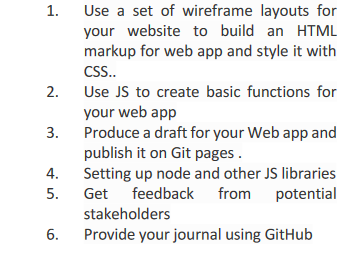 1. Use a set of wireframe layouts for
your website to build an HTML
markup for web app and style it with
CSS..
2. Use JS to create basic functions for
your web app
3. Produce a draft for your Web app and
publish it on Git pages .
4. Setting up node and other JS libraries
5. Get feedback from potential
stakeholders
6. Provide your journal using GitHub